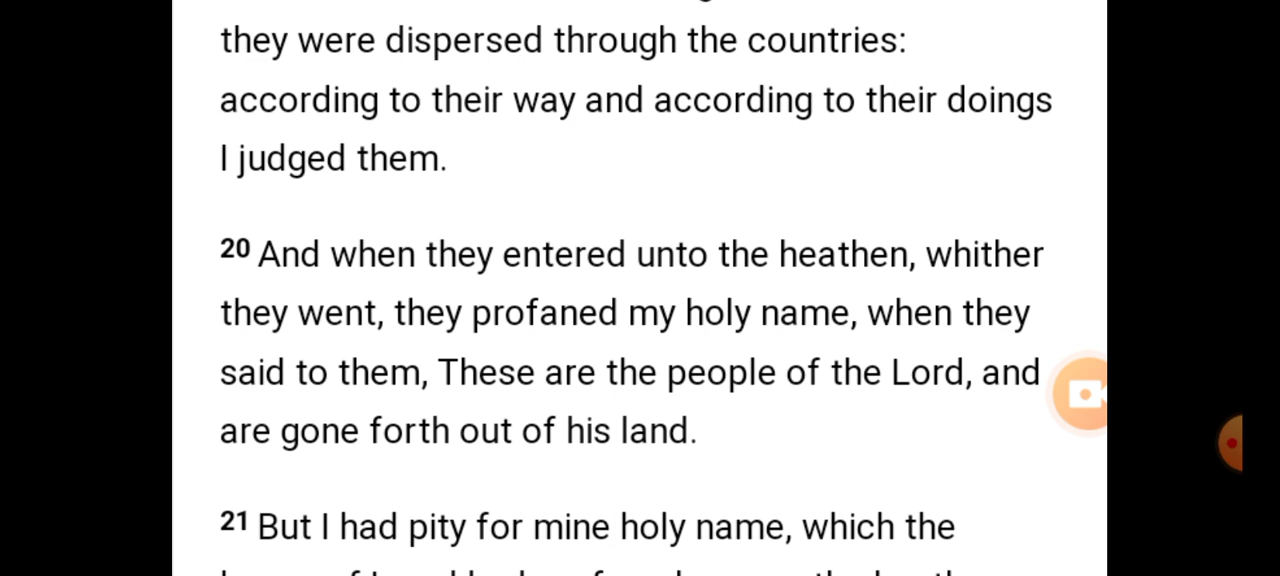 they were dispersed through the countries:
according to their way and according to their doings
I judged them.
20 And when they entered unto the heathen, whither
they went, they profaned my holy name, when they
said to them, These are the people of the Lord, and
are gone forth out of his land.
21 But I had pity for mine holy name, which the